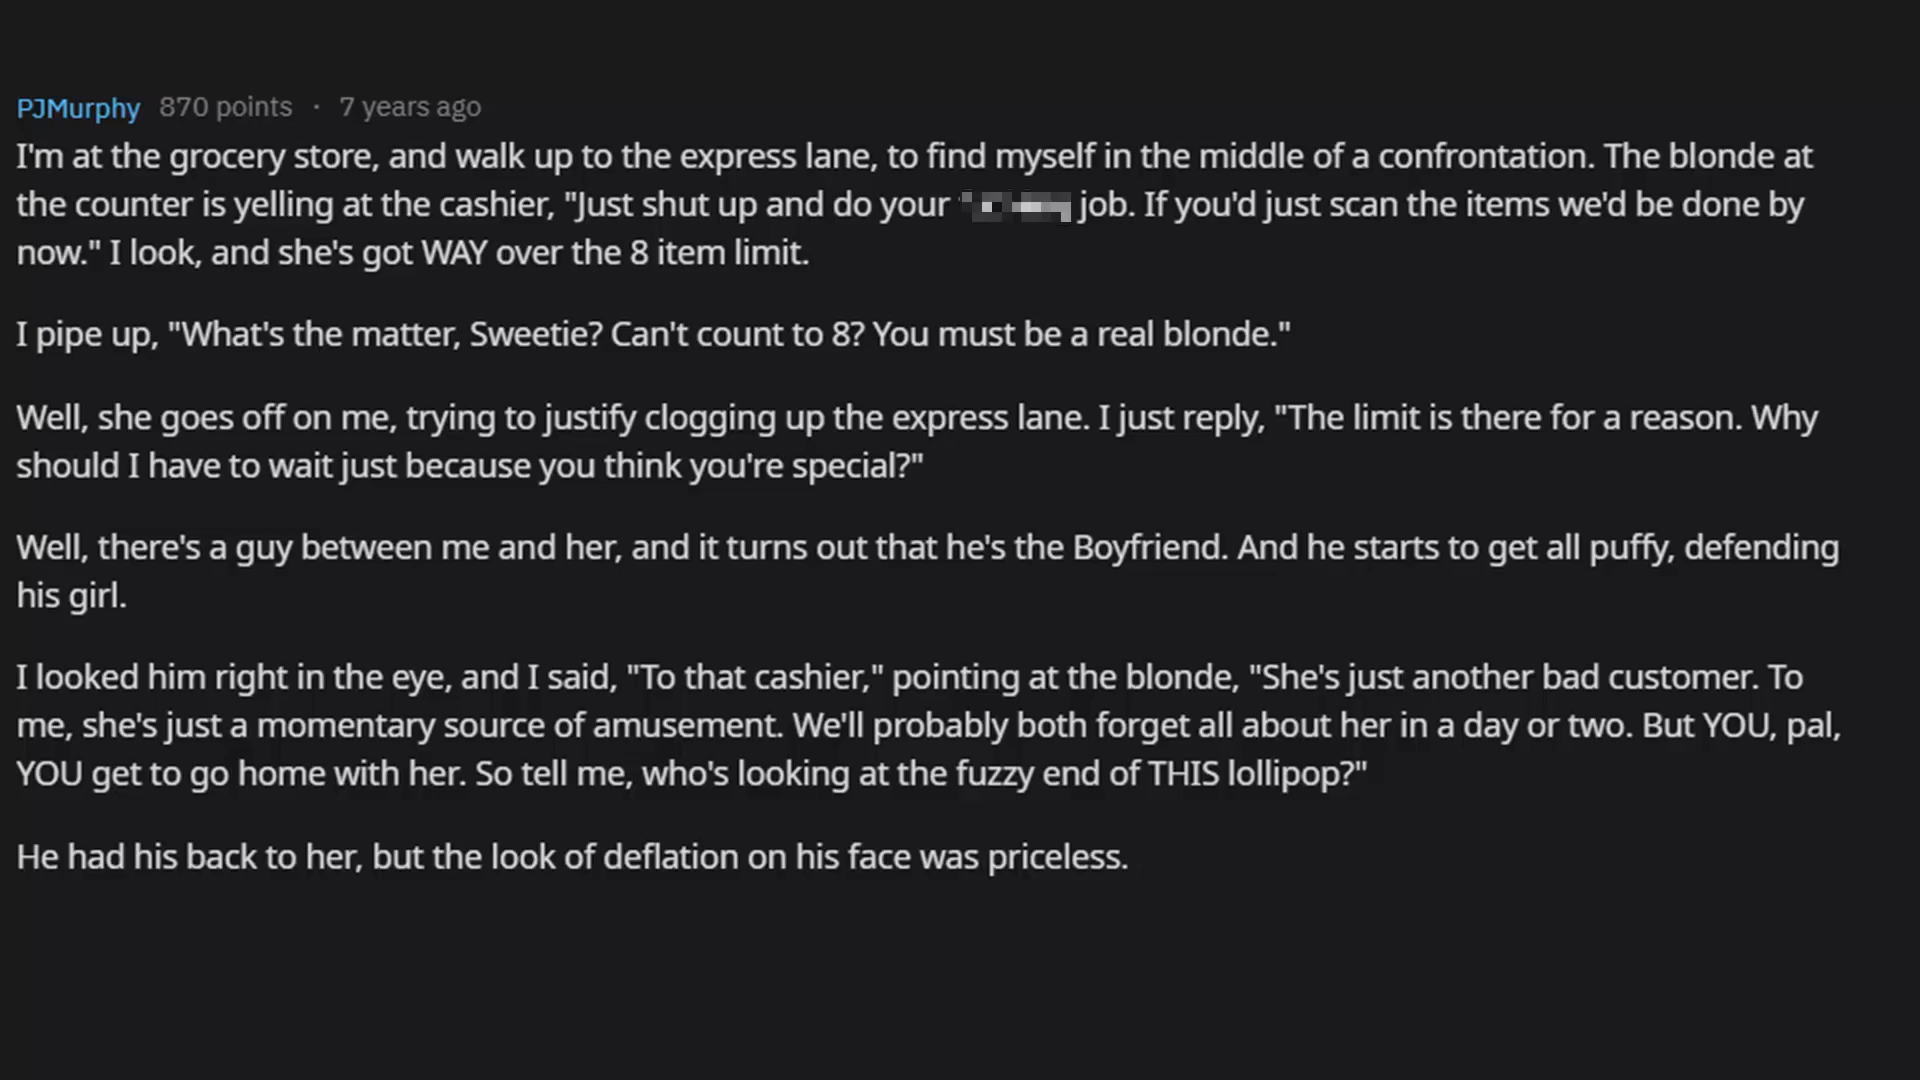 PJMurphy 870 points · 7 years ago
I'm at the grocery store, and walk up to the express lane, to find myself in the middle of a confrontation. The blonde at
the counter is yelling at the cashier, "Just shut up and do your job. If you'd just scan the items we'd be done by
now." I look, and she's got WAY over the 8 item limit.
I pipe up, "What's the matter, Sweetie? Can't count to 8? You must be a real blonde."
Well, she goes off on me, trying to justify clogging up the express lane. I just reply, "The limit is there for a reason. Why
should I have to wait just because you think you're special?"
Well, there's a guy between me and her, and it turns out that he's the Boyfriend. And he starts to get all puffy, defending
his girl.
I looked him right in the eye, and I said, "To that cashier," pointing at the blonde, "She's just another bad customer. To
me, she's just a momentary source of amusement. We'll probably both forget all about her in a day or two. But YOU, pal,
YOU get to go home with her. So tell me, who's looking at the fuzzy end of THIS lollipop?"
He had his back to her, but the look of deflation on his face was priceless.